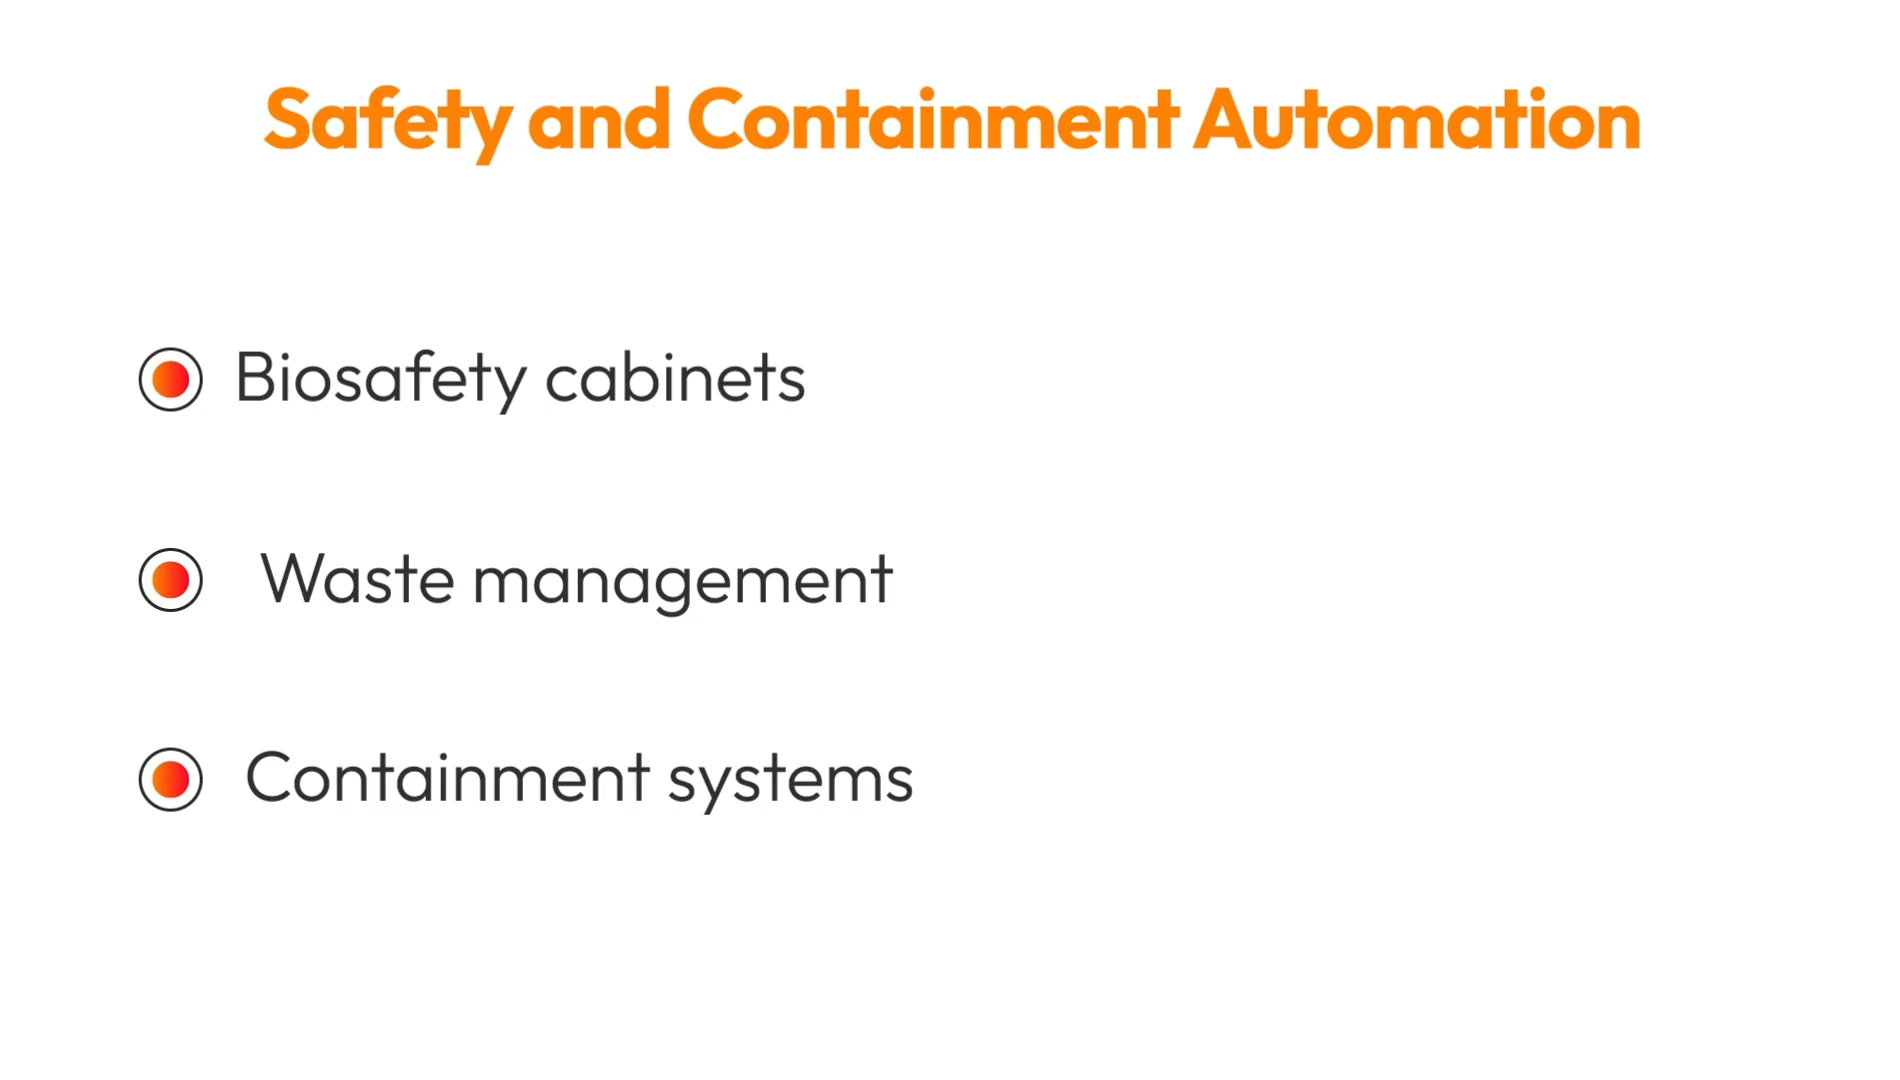 Safety and Containment Automation
Biosafety cabinets
Waste management
Containment systems